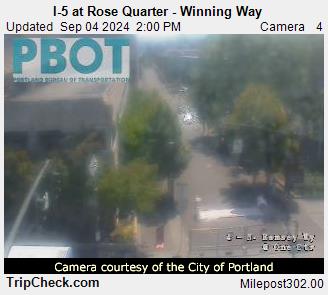 I-5 at Rose Quarter - Winning Way
Updated Sep 04 2024 2:00 PM Camera 4
PBOT
PORTLAND BUREAU OF TRANSPORTATION
Camera courtesy of the City of Portland
TripCheck.com Milepost302.00